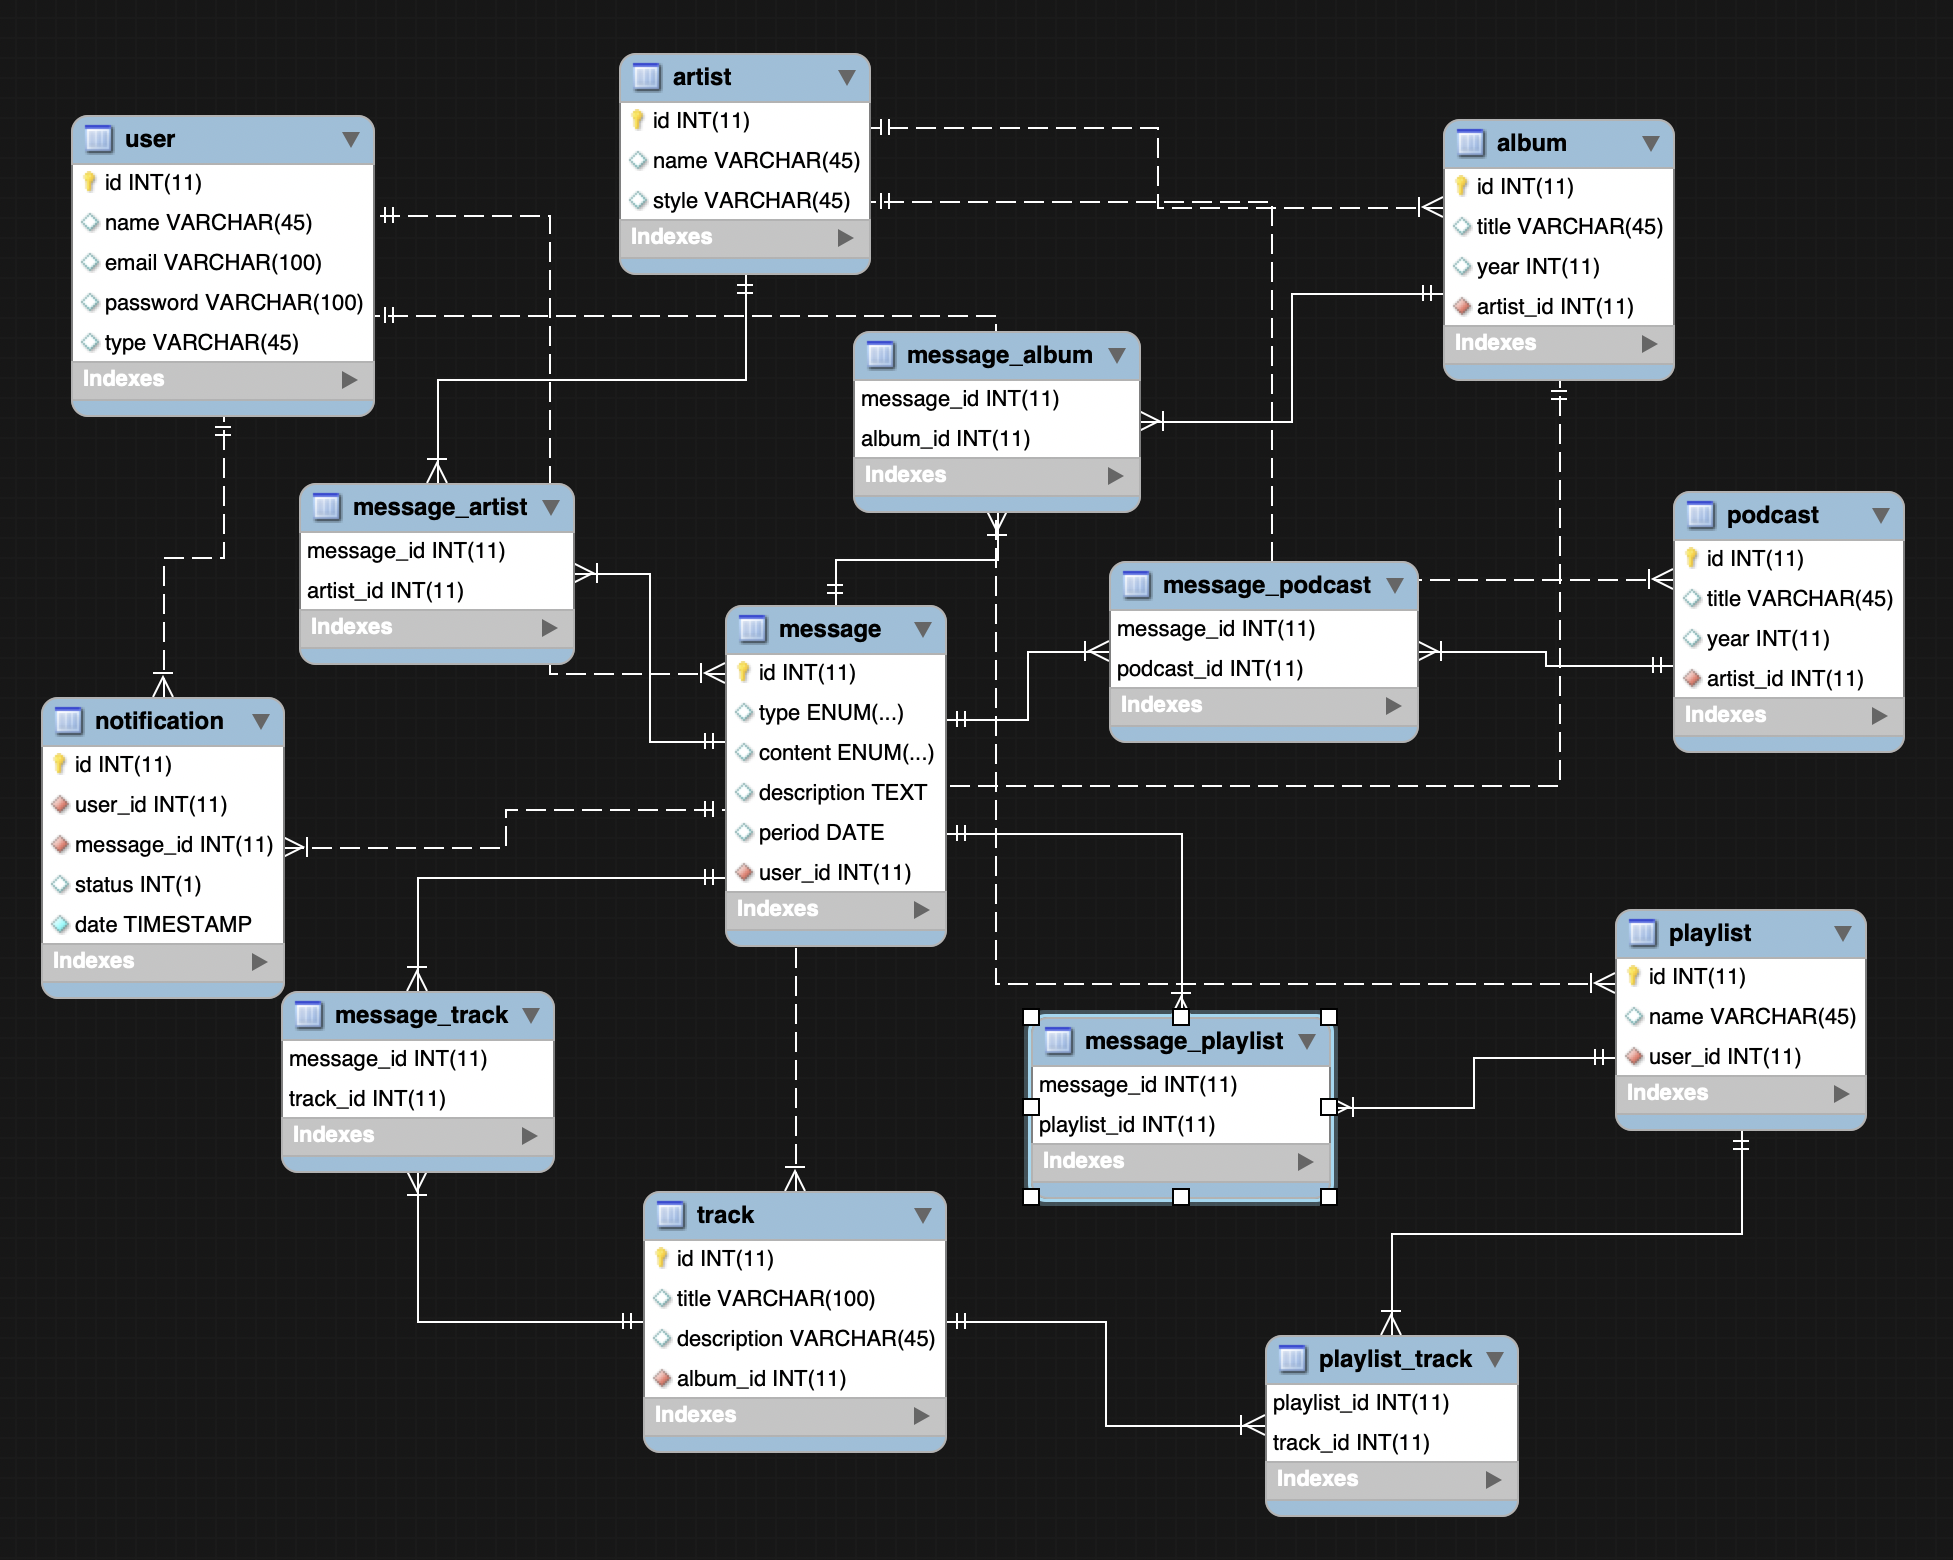 artist
id INT(11)
name VARCHAR(45)
style VARCHAR(45)
Indexes
user
id INT(11)
name VARCHAR(45)
email VARCHAR(100)
password VARCHAR(100)
type VARCHAR(45)
Indexes
album
id INT(11)
title VARCHAR(45)
year INT(11)
artist_id INT(11)
Indexes
message_album
message_id INT(11)
album_id INT(11)
Indexes
message_artist
message_id INT(11)
artist_id INT(11)
Indexes
podcast
id INT(11)
title VARCHAR(45)
year INT(11)
artist_id INT(11)
Indexes
message_podcast
message_id INT(11)
podcast_id INT(11)
Indexes
message
id INT(11)
type ENUM(...)
content ENUM(...)
description TEXT
period DATE
user_id INT(11)
Indexes
notification
id INT(11)
user_id INT(11)
message_id INT(11)
status INT(1)
date TIMESTAMP
Indexes
playlist
id INT(11)
name VARCHAR(45)
user_id INT(11)
Indexes
message_track
message_id INT(11)
track_id INT(11)
Indexes
message_playlist
message_id INT(11)
playlist_id INT(11)
Indexes
track
id INT(11)
title VARCHAR(100)
description VARCHAR(45)
album_id INT(11)
Indexes
playlist_track
playlist_id INT(11)
track_id INT(11)
Indexes